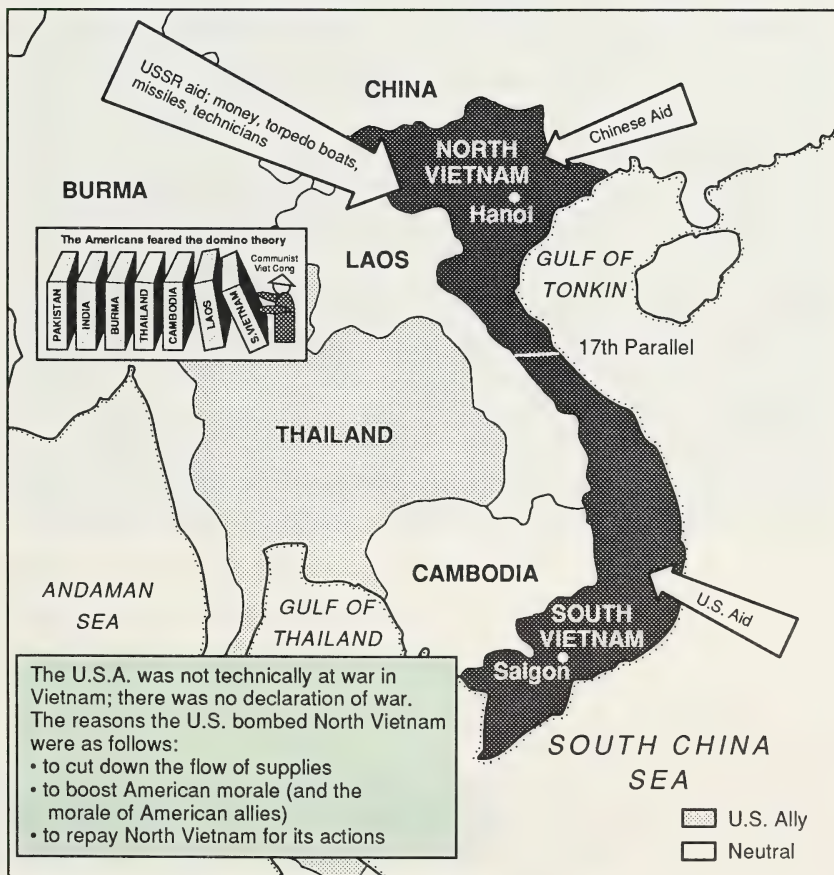 USSR aid; money, torpedo boats,
missiles, technicians
CHINA
Chinese Aid
NORTH
VIETNAM
Hanoi
BURMA
The Americans feared the domino theory
Communist
Viet Cong
PAKISTAN
INDIA
BURMA
THAILAND
CAMBODIA
LAOS
S.VIETNAM
LAOS
GULF OF
TONKIN
17th Parallel
THAILAND
CAMBODIA
ANDAMAN
SEA
GULF OF
THAILAND
U.S. Aid
SOUTH
VIETNAM
Saigon
The U.S.A. was not technically at war in
Vietnam; there was no declaration of war.
The reasons the U.S. bombed North Vietnam
were as follows:
• to cut down the flow of supplies
• to boost American morale (and the
morale of American allies)
• to repay North Vietnam for its actions
SOUTH CHINA
SEA
U.S. Ally
Neutral